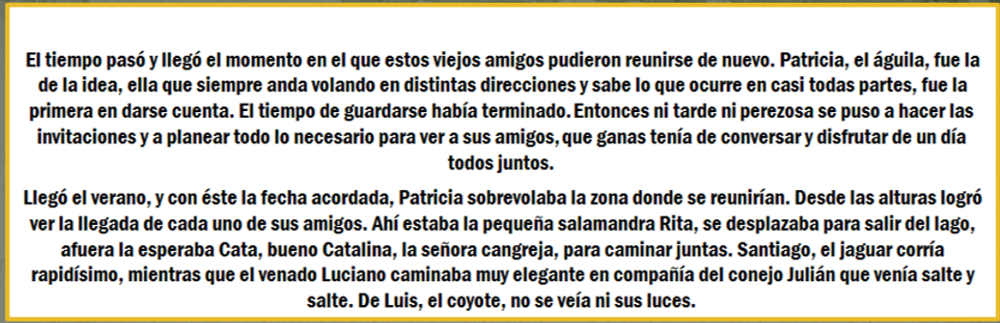 El tiempo pasó y llegó el momento en el que estos viejos amigos pudieron reunirse de nuevo. Patricia, el águila, fue la
de la idea, ella que siempre anda volando en distintas direcciones y sabe lo que ocurre en casi todas partes, fue la
primera en darse cuenta. El tiempo de guardarse había terminado. Entonces ni tarde ni perezosa se puso a hacer las
invitaciones y a planear todo lo necesario para ver a sus amigos, que ganas tenía de conversar y disfrutar de un día
todos juntos.
Llegó el verano, y con éste la fecha acordada, Patricia sobrevolaba la zona donde se reunirían. Desde las alturas logró
ver la llegada de cada uno de sus amigos. Ahí estaba la pequeña salamandra Rita, se desplazaba para salir del lago,
afuera la esperaba Cata, bueno Catalina, la señora cangreja, para caminar juntas. Santiago, el jaguar corría
rapidísimo, mientras que el venado Luciano caminaba muy elegante en compañía del conejo Julián que venía salte y
salte. De Luis, el coyote, no se veía ni sus luces.